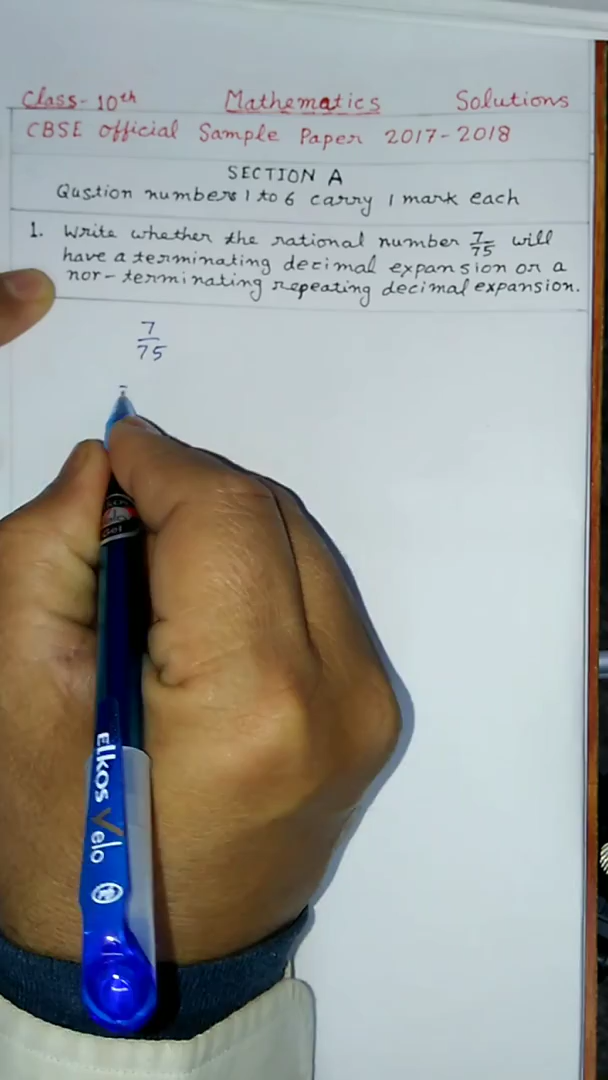 Class-10th Mathematics Solutions
CBSE official Sample Paper 2017-2018
SECTION A
Qustion numbers 1 to 6 carry 1 mark each
1. Write whether the rational number 7/75 will
have a terminating decimal expansion or a
nor-terminating repeating decimal expansion.
7
75
Elkos Velo